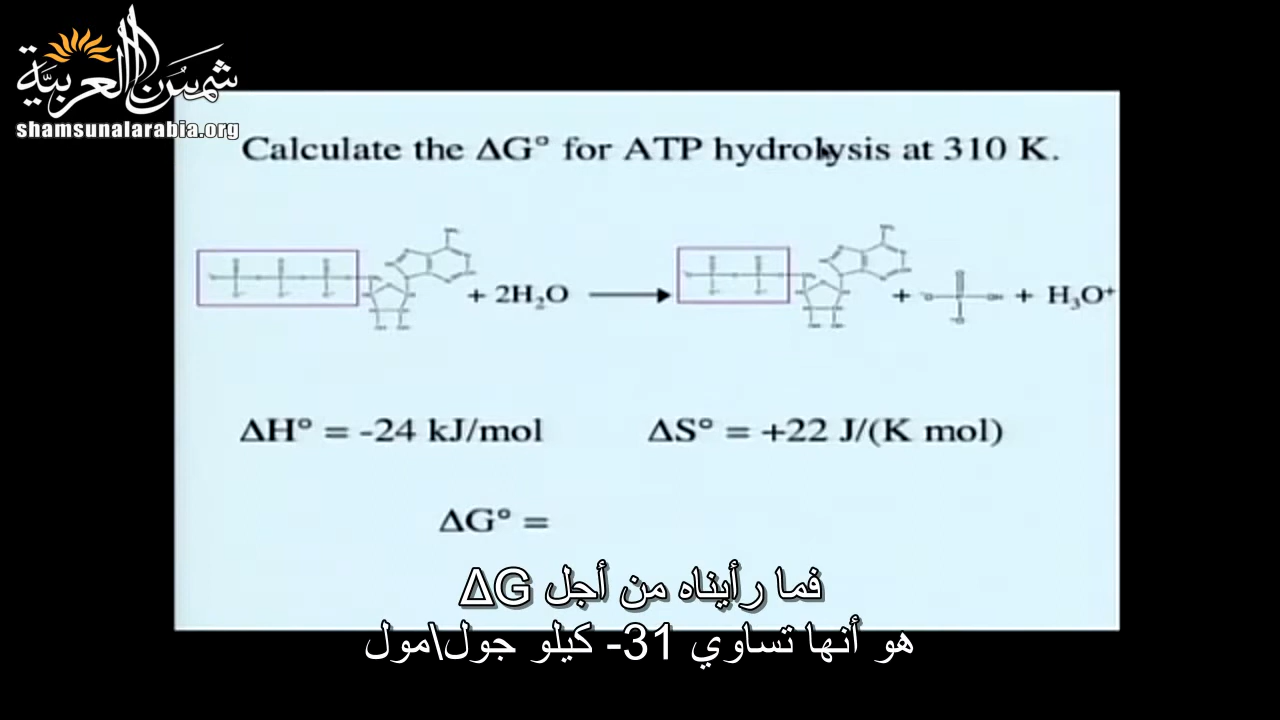 شمس العربية
shamsunalarabia.org
Calculate the ΔG° for ATP hydrolysis at 310 K.
+ 2H₂O → + + H₃O⁺
ΔH° = -24 kJ/mol ΔS° = +22 J/(K mol)
ΔG° =
فما رأيناه من أجل ΔG
هو أنها تساوي 31- كيلو جول\مول